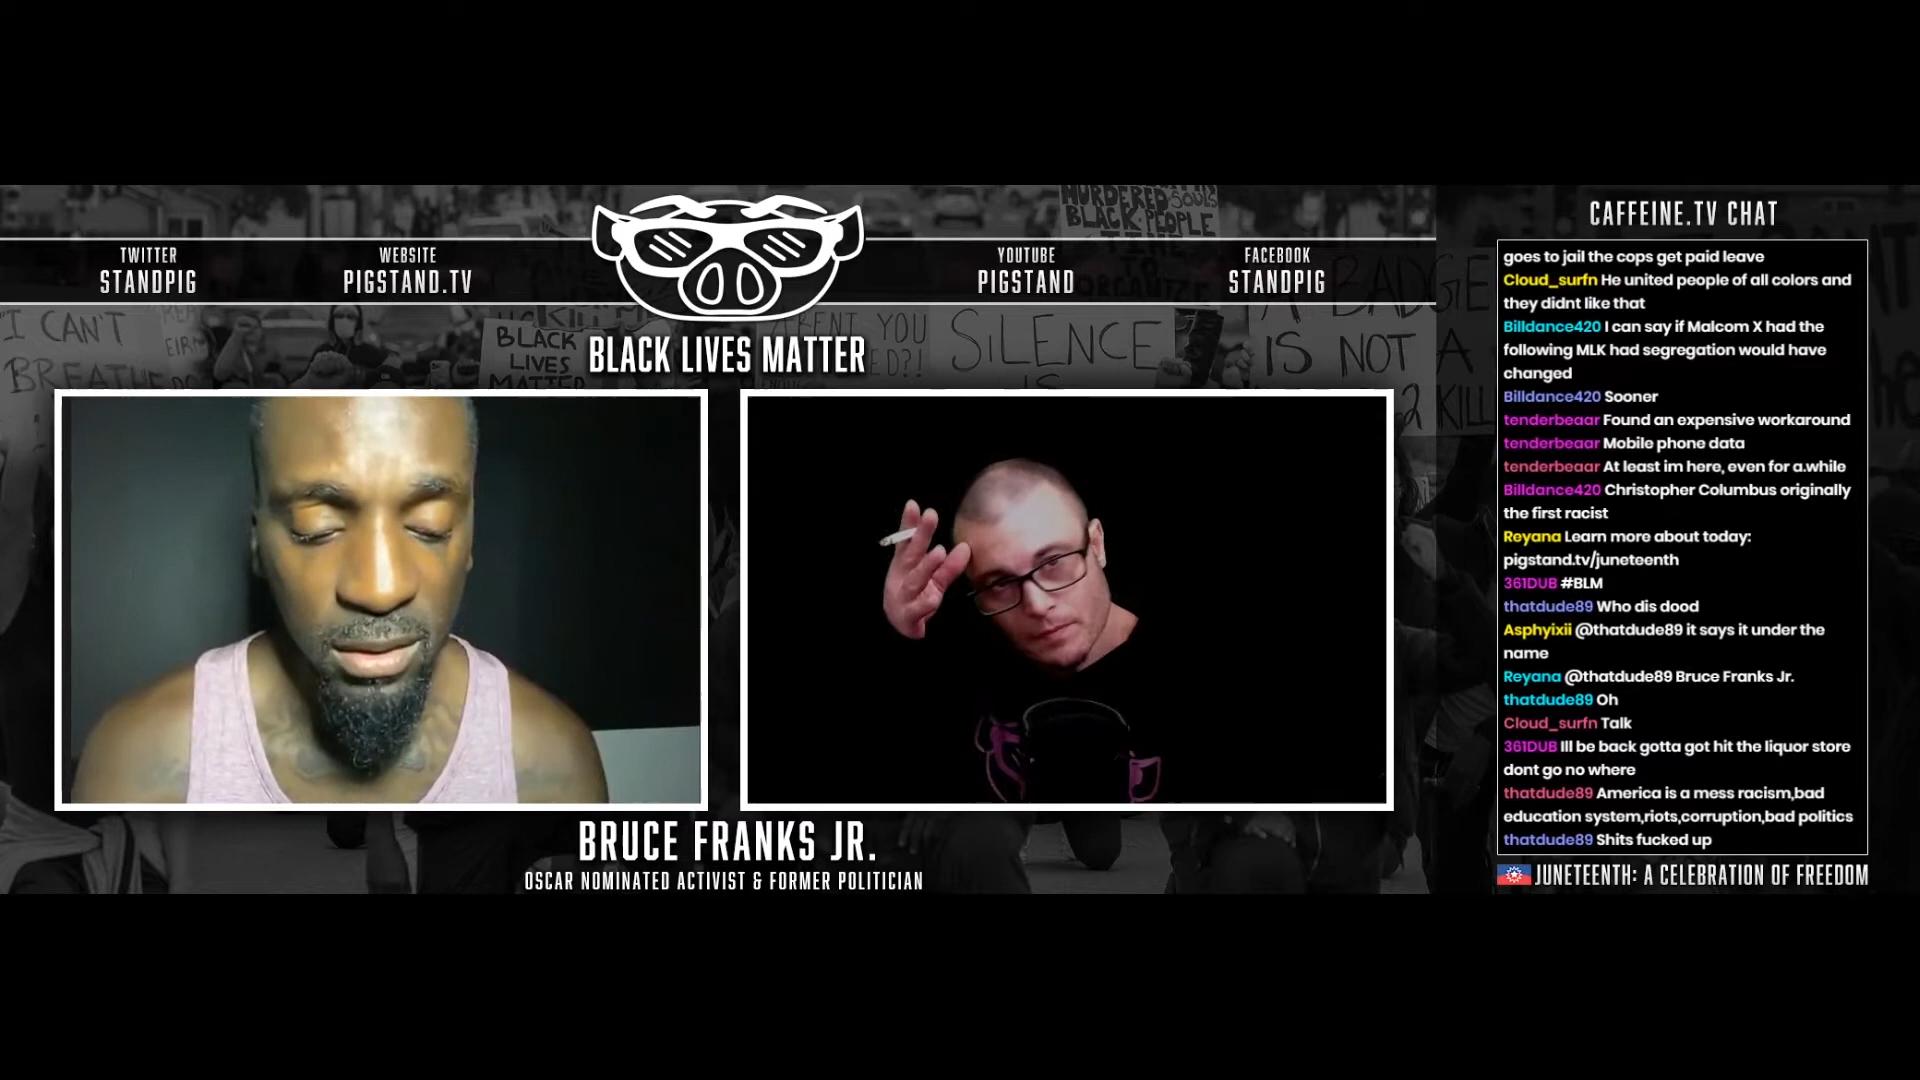 TWITTER
STANDPIG
WEBSITE
PIGSTAND.TV
YOUTUBE
PIGSTAND
FACEBOOK
STANDPIG
MURDERED SOULS
BLACK PEOPLE
"I CAN'T
BREATHE
BLACK
LIVES
MATTER
YOU
SILENCE
IS
A BADGE
IS NOT A
2 KILL
BLACK LIVES MATTER
BRUCE FRANKS JR.
OSCAR NOMINATED ACTIVIST & FORMER POLITICIAN
CAFFEINE.TV CHAT
goes to jail the cops get paid leave
Cloud_surfn He united people of all colors and
they didnt like that
Billdance420 I can say if Malcom X had the
following MLK had segregation would have
changed
Billdance420 Sooner
tenderbeaar Found an expensive workaround
tenderbeaar Mobile phone data
tenderbeaar At least im here, even for a.while
Billdance420 Christopher Columbus originally
the first racist
Reyana Learn more about today:
pigstand.tv/juneteenth
361DUB #BLM
thatdude89 Who dis dood
Asphyixii @thatdude89 it says it under the
name
Reyana @thatdude89 Bruce Franks Jr.
thatdude89 Oh
Cloud_surfn Talk
361DUB Ill be back gotta got hit the liquor store
dont go no where
thatdude89 America is a mess racism,bad
education system,riots,corruption,bad politics
thatdude89 Shits fucked up
JUNETEENTH: A CELEBRATION OF FREEDOM